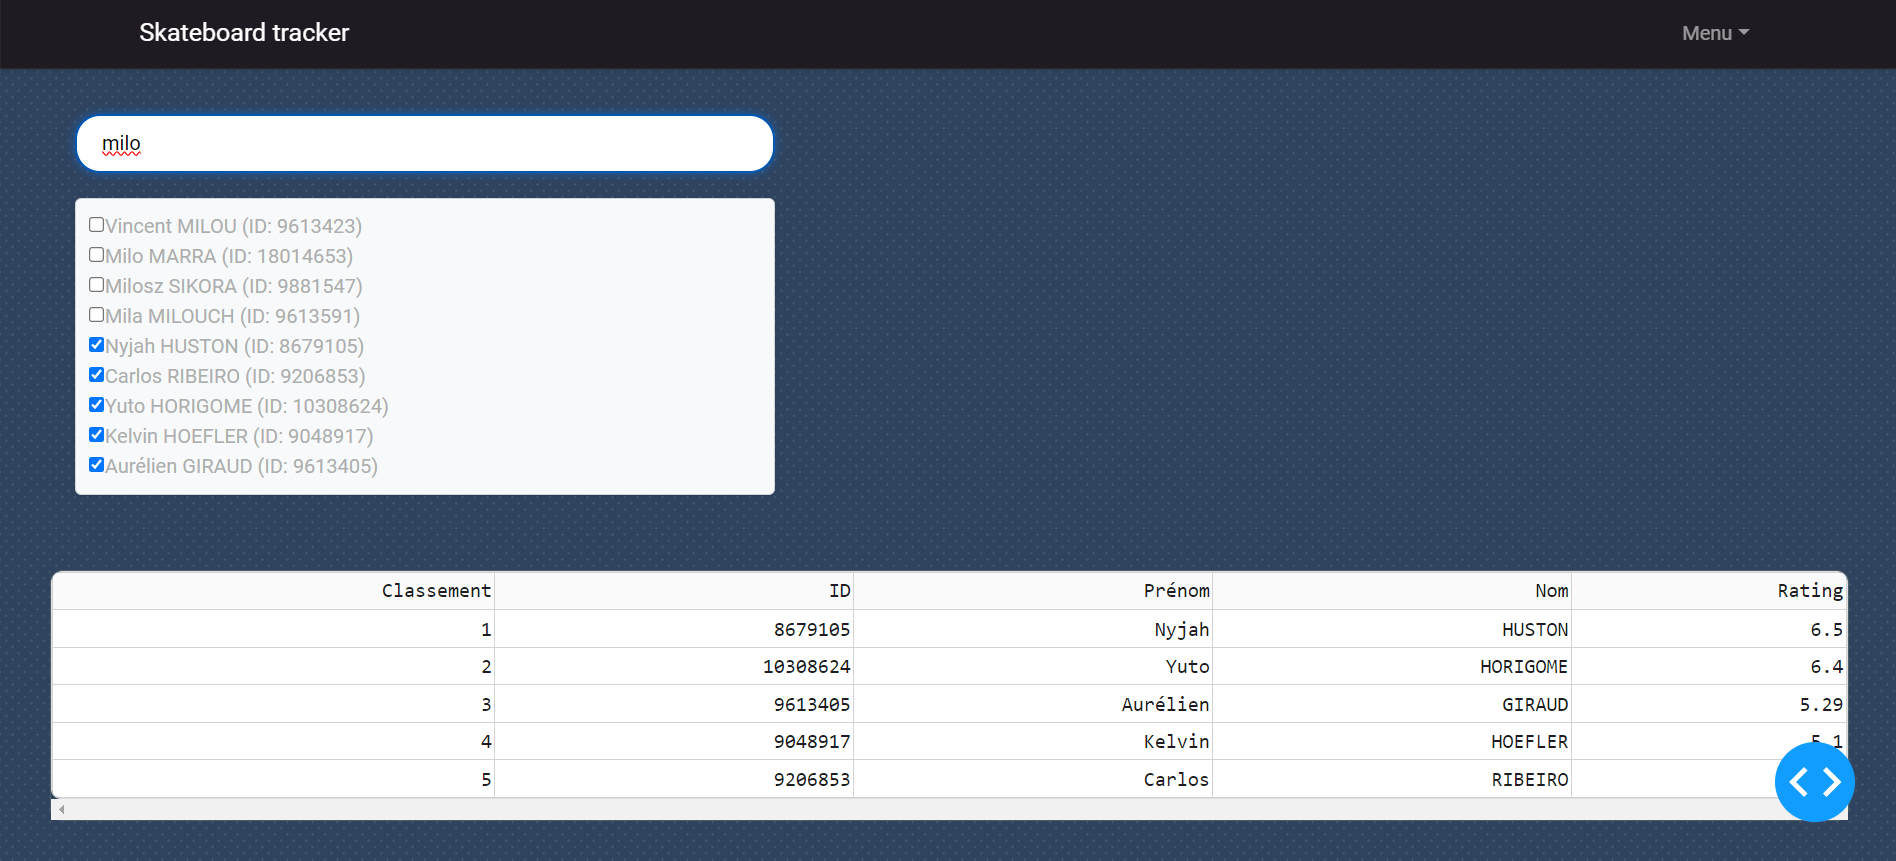 Skateboard tracker
Menu
milo
Vincent MILOU (ID: 9613423)
Milo MARRA (ID: 18014653)
Milosz SIKORA (ID: 9881547)
Mila MILOUCH (ID: 9613591)
Nyjah HUSTON (ID: 8679105)
Carlos RIBEIRO (ID: 9206853)
Yuto HORIGOME (ID: 10308624)
Kelvin HOEFLER (ID: 9048917)
Aurélien GIRAUD (ID: 9613405)
Classement ID Prénom Nom Rating
1 8679105 Nyjah HUSTON 6.5
2 10308624 Yuto HORIGOME 6.4
3 9613405 Aurélien GIRAUD 5.29
4 9048917 Kelvin HOEFLER 5.1
5 9206853 Carlos RIBEIRO